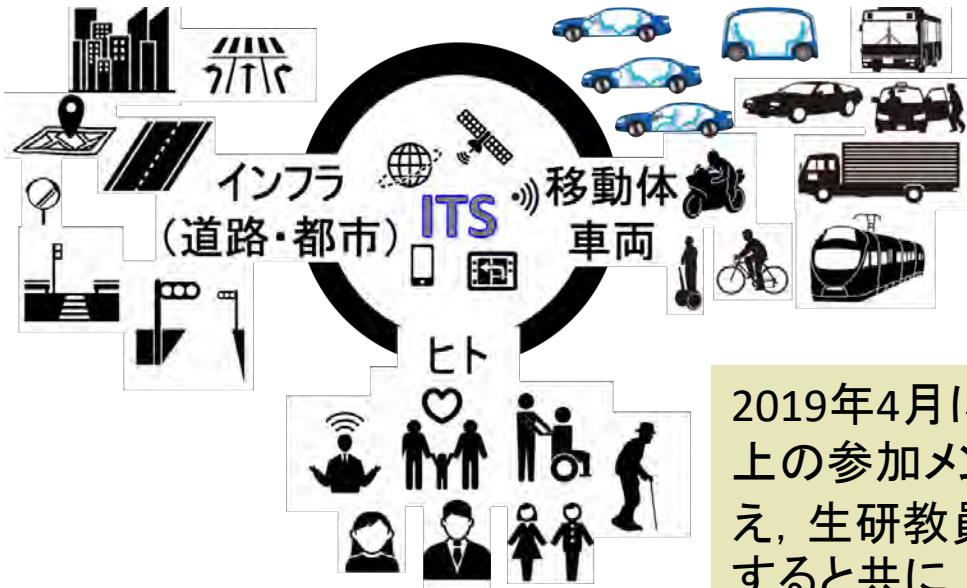 インフラ
(道路・都市)
ITS
移動体
車両
ヒト
2019年4月に
上の参加メン
え，生研教員
すると共に